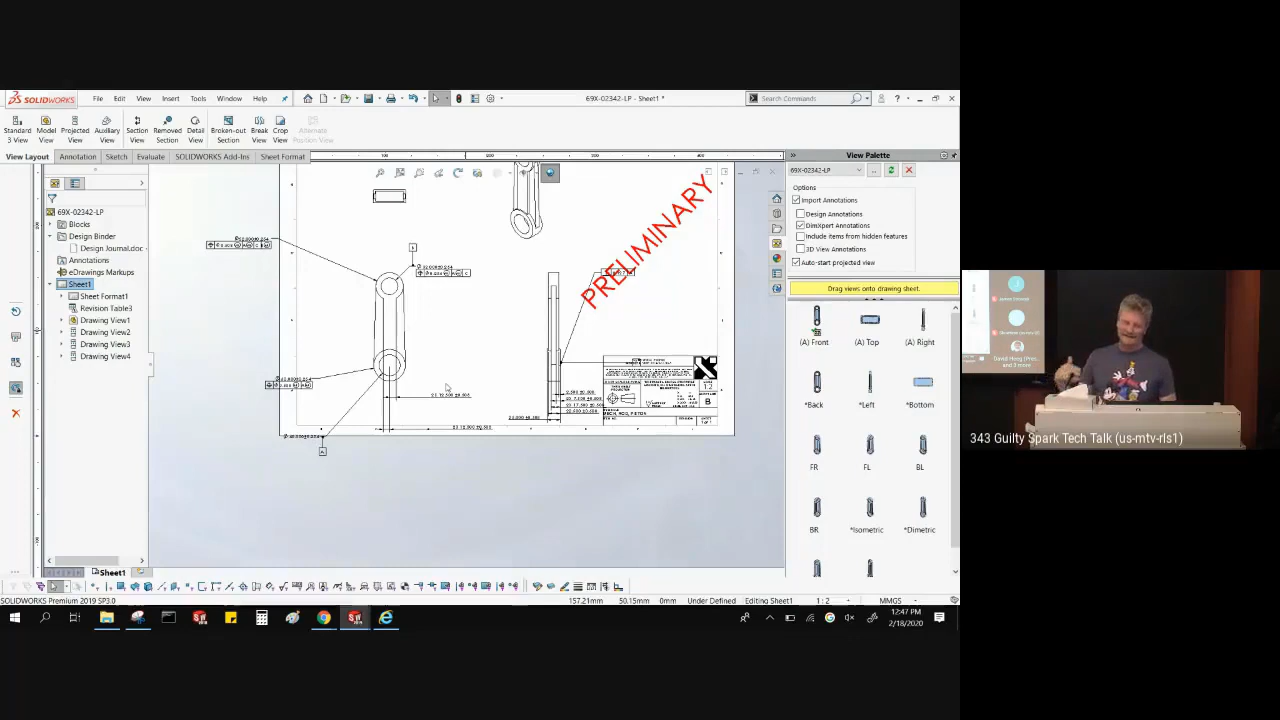 SOLIDWORKS
File Edit View Insert Tools Window Help
69X-02342-LP - Sheet1 *
Search Commands
Standard 3 View
Model View
Projected View
Auxiliary View
Section View
Removed Section
Detail View
Broken-out Section
Break View
Crop View
Alternate Position View
View Layout Annotation Sketch Evaluate SOLIDWORKS Add-Ins Sheet Format
69X-02342-LP
Blocks
Design Binder
Design Journal.doc
Annotations
eDrawings Markups
Sheet1
Sheet Format1
Revision Table3
Drawing View1
Drawing View2
Drawing View3
Drawing View4
PRELIMINARY
View Palette
69X-02342-LP
Options
Import Annotations
Design Annotations
DimXpert Annotations
Include items from hidden features
3D View Annotations
Auto-start projected view
Drag views onto drawing sheet.
(A) Front (A) Top (A) Right
*Back *Left *Bottom
FR FL BL
BR *Isometric *Dimetric
Sheet1
SOLIDWORKS Premium 2019 SP3.0
157.21mm 50.15mm 0mm Under Defined Editing Sheet1 1 : 2 MMGS
12:47 PM
2/18/2020
343 Guilty Spark Tech Talk (us-mtv-rls1)